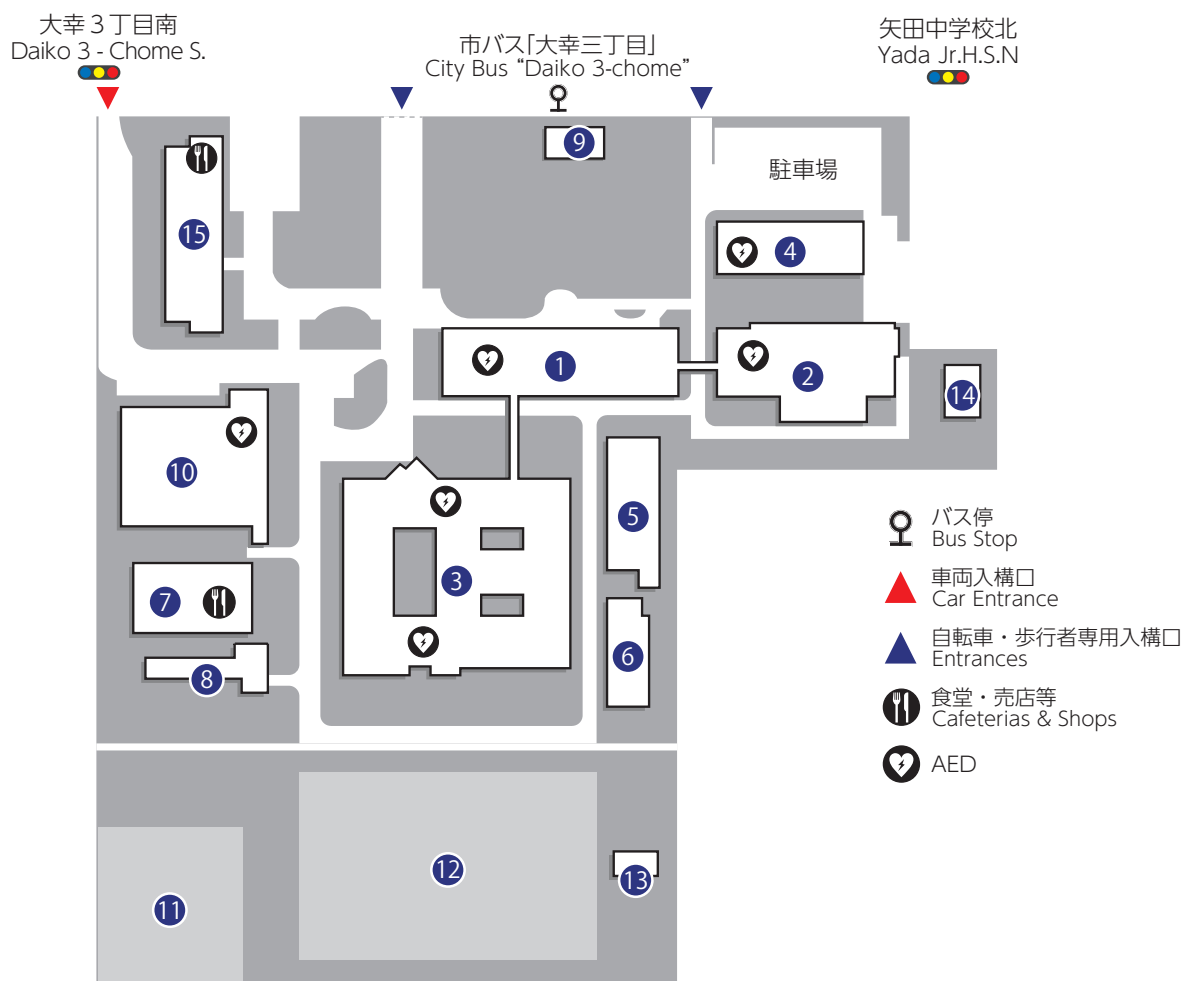 大幸３丁目南
Daiko 3 - Chome S.
市バス「大幸三丁目」
City Bus “Daiko 3-chome”
矢田中学校北
Yada Jr.H.S.N
9
駐車場
15
4
1
2
14
10
5
3
7
6
8
12
13
11
バス停
Bus Stop
車両入構口
Car Entrance
自転車・歩行者専用入構口
Entrances
食堂・売店等
Cafeterias & Shops
AED